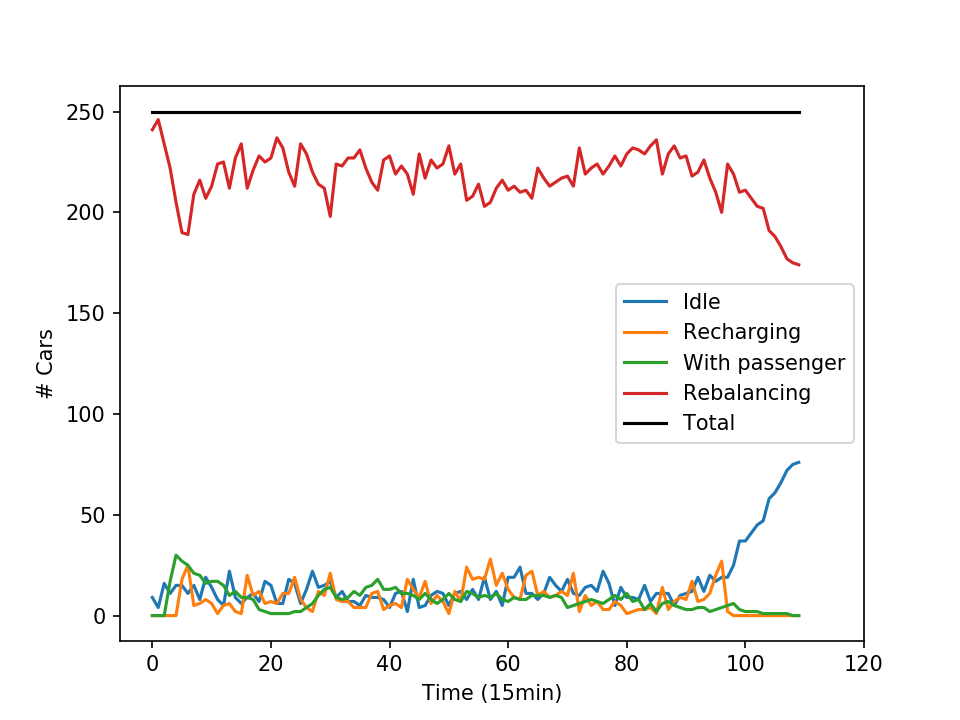 250
200
150
100
50
0
# Cars
Idle
Recharging
With passenger
Rebalancing
Total
0 20 40 60 80 100 120
Time (15min)